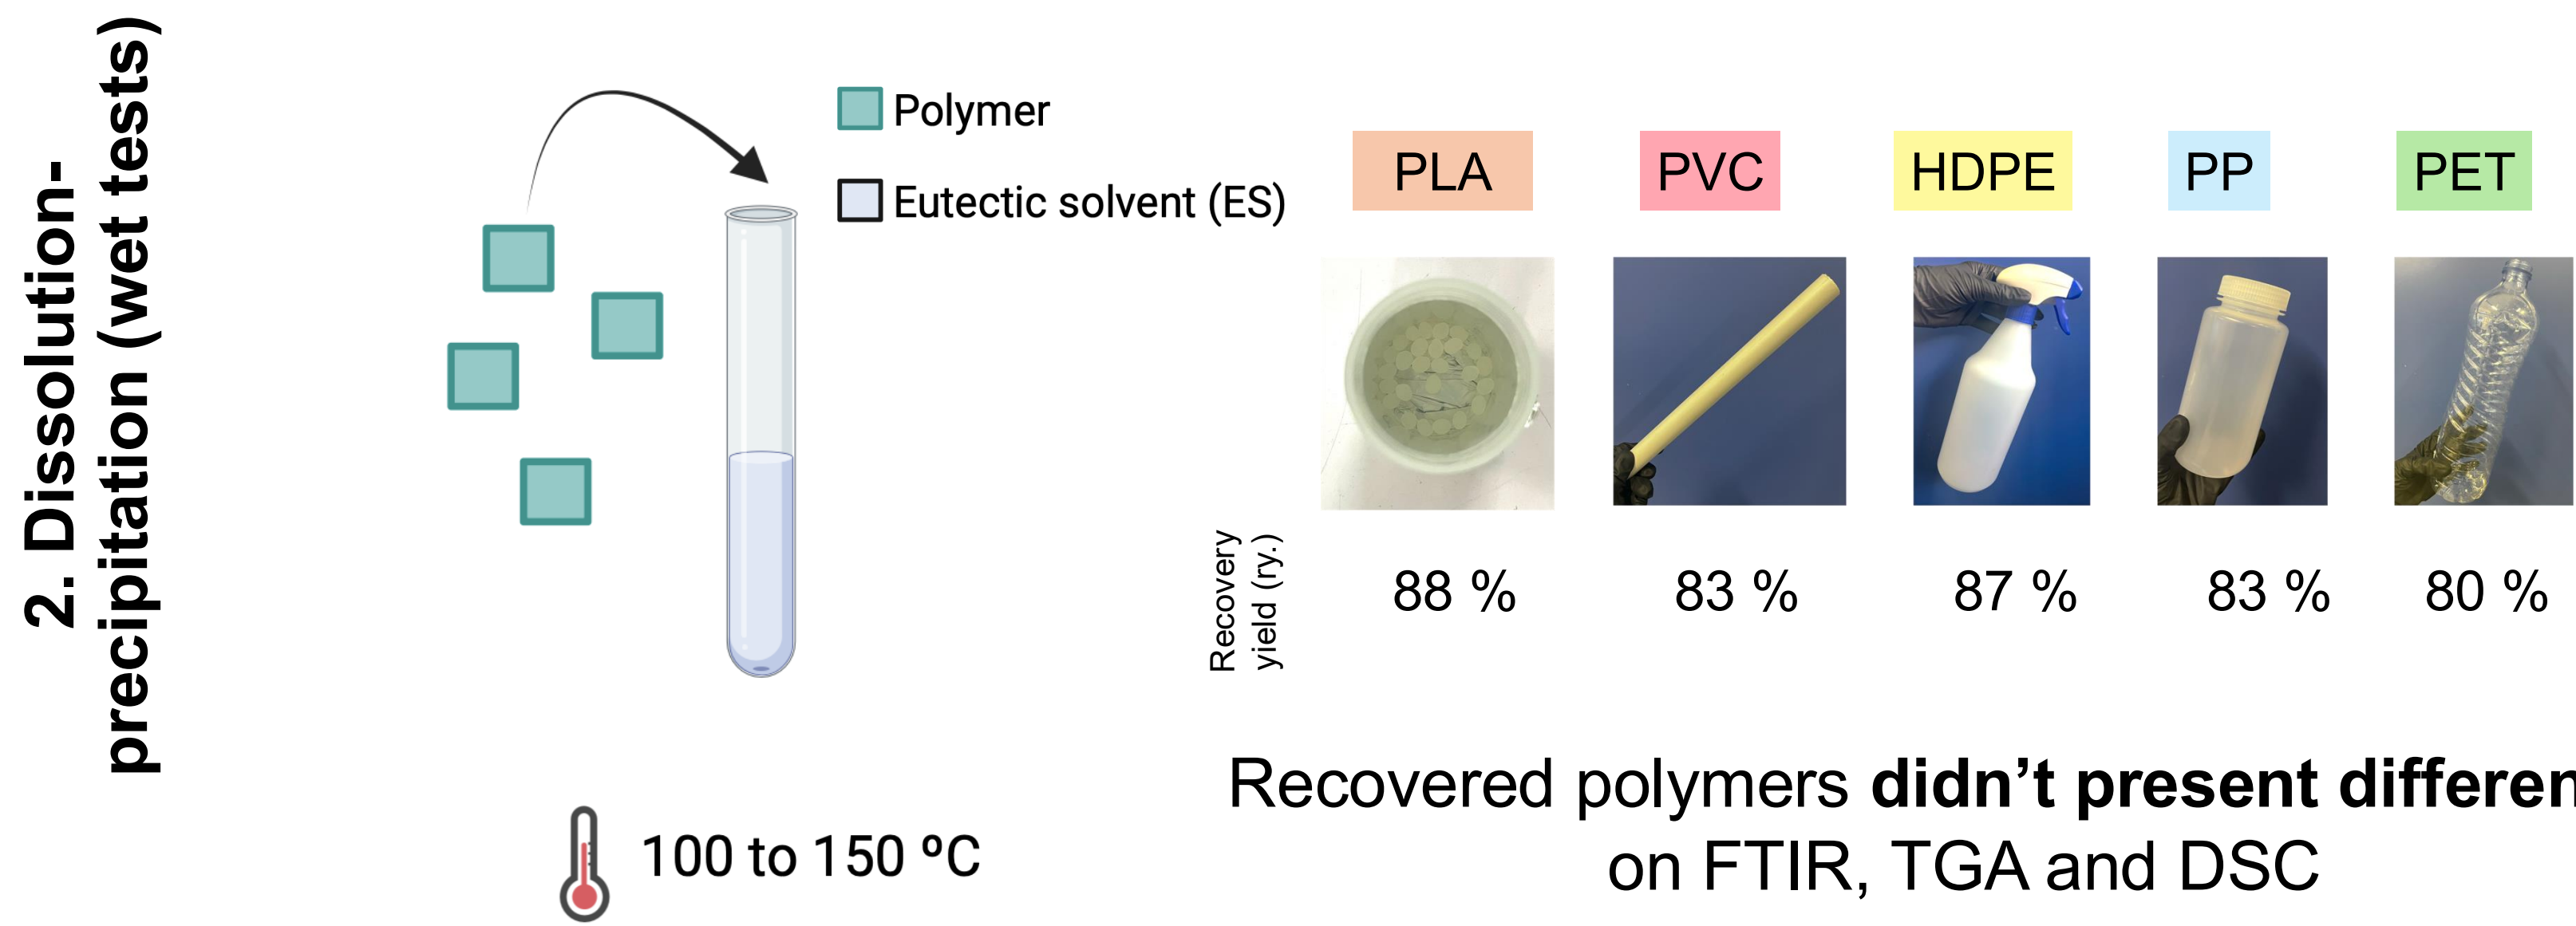 2. Dissolution-
precipitation (wet tests)
Polymer
Eutectic solvent (ES)
100 to 150 ºC
PLA PVC HDPE PP PET
Recovery
yield (ry.)
88 % 83 % 87 % 83 % 80 %
Recovered polymers didn’t present differen
on FTIR, TGA and DSC